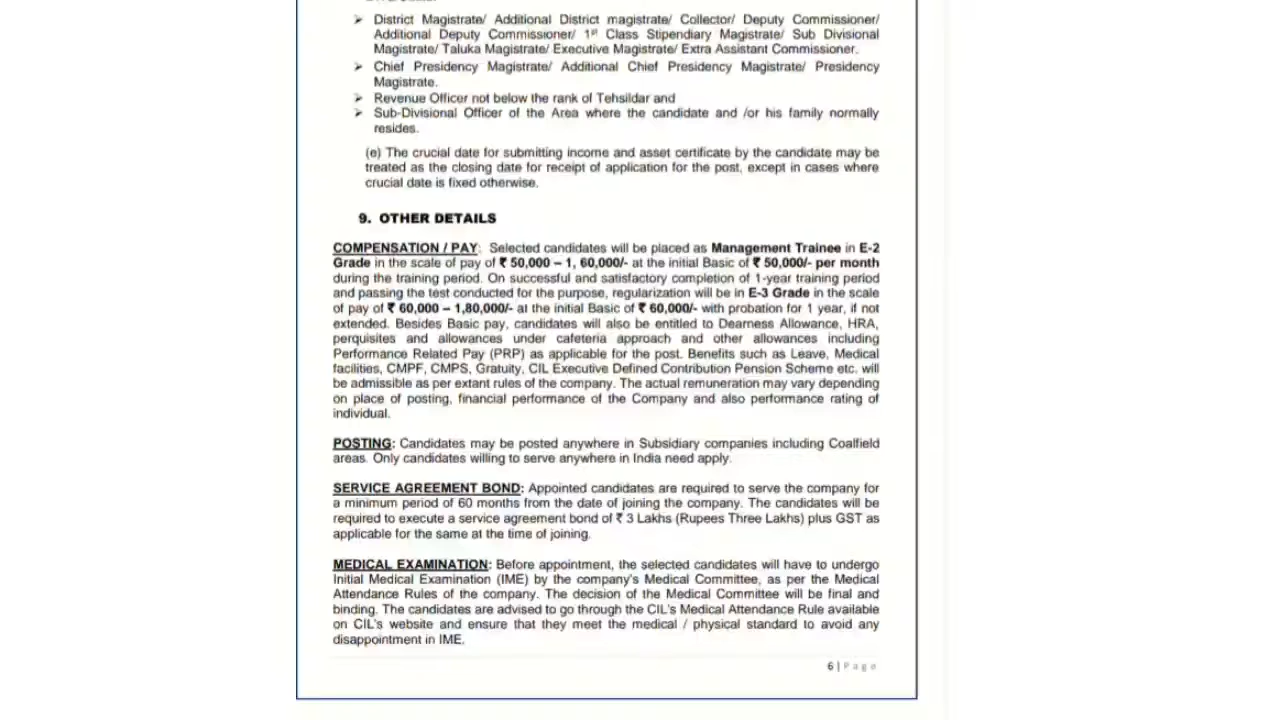 ➢ District Magistrate/ Additional District magistrate/ Collector/ Deputy Commissioner/
Additional Deputy Commissioner/ 1st Class Stipendiary Magistrate/ Sub Divisional
Magistrate/ Taluka Magistrate/ Executive Magistrate/ Extra Assistant Commissioner.
➢ Chief Presidency Magistrate/ Additional Chief Presidency Magistrate/ Presidency
Magistrate.
➢ Revenue Officer not below the rank of Tehsildar and
➢ Sub-Divisional Officer of the Area where the candidate and /or his family normally
resides.
(e) The crucial date for submitting income and asset certificate by the candidate may be
treated as the closing date for receipt of application for the post, except in cases where
crucial date is fixed otherwise.
9. OTHER DETAILS
COMPENSATION / PAY: Selected candidates will be placed as Management Trainee in E-2
Grade in the scale of pay of ₹ 50,000 – 1, 60,000/- at the initial Basic of ₹ 50,000/- per month
during the training period. On successful and satisfactory completion of 1-year training period
and passing the test conducted for the purpose, regularization will be in E-3 Grade in the scale
of pay of ₹ 60,000 – 1,80,000/- at the initial Basic of ₹ 60,000/- with probation for 1 year, if not
extended. Besides Basic pay, candidates will also be entitled to Dearness Allowance, HRA,
perquisites and allowances under cafeteria approach and other allowances including
Performance Related Pay (PRP) as applicable for the post. Benefits such as Leave, Medical
facilities, CMPF, CMPS, Gratuity, CIL Executive Defined Contribution Pension Scheme etc. will
be admissible as per extant rules of the company. The actual remuneration may vary depending
on place of posting, financial performance of the Company and also performance rating of
individual.
POSTING: Candidates may be posted anywhere in Subsidiary companies including Coalfield
areas. Only candidates willing to serve anywhere in India need apply.
SERVICE AGREEMENT BOND: Appointed candidates are required to serve the company for
a minimum period of 60 months from the date of joining the company. The candidates will be
required to execute a service agreement bond of ₹ 3 Lakhs (Rupees Three Lakhs) plus GST as
applicable for the same at the time of joining.
MEDICAL EXAMINATION: Before appointment, the selected candidates will have to undergo
Initial Medical Examination (IME) by the company's Medical Committee, as per the Medical
Attendance Rules of the company. The decision of the Medical Committee will be final and
binding. The candidates are advised to go through the CIL's Medical Attendance Rule available
on CIL's website and ensure that they meet the medical / physical standard to avoid any
disappointment in IME.
6 | Page